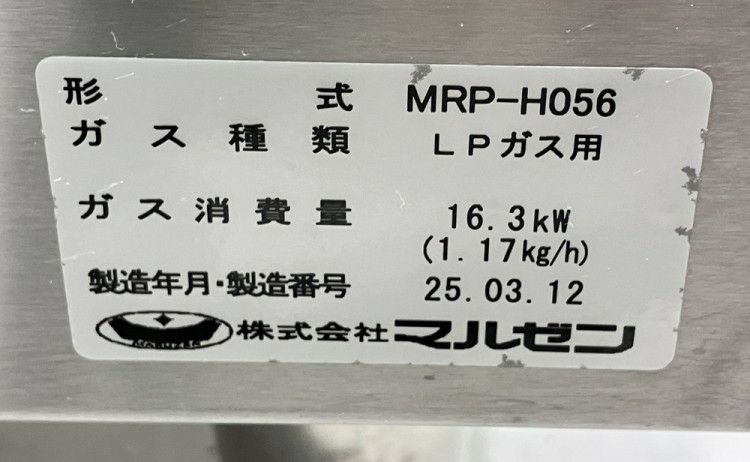 形式 MRP-H056
ガス種類 LPガス用
ガス消費量 16.3kW
(1.17kg/h)
製造年月・製造番号 25.03.12
MARUZEN 株式会社 マルゼン